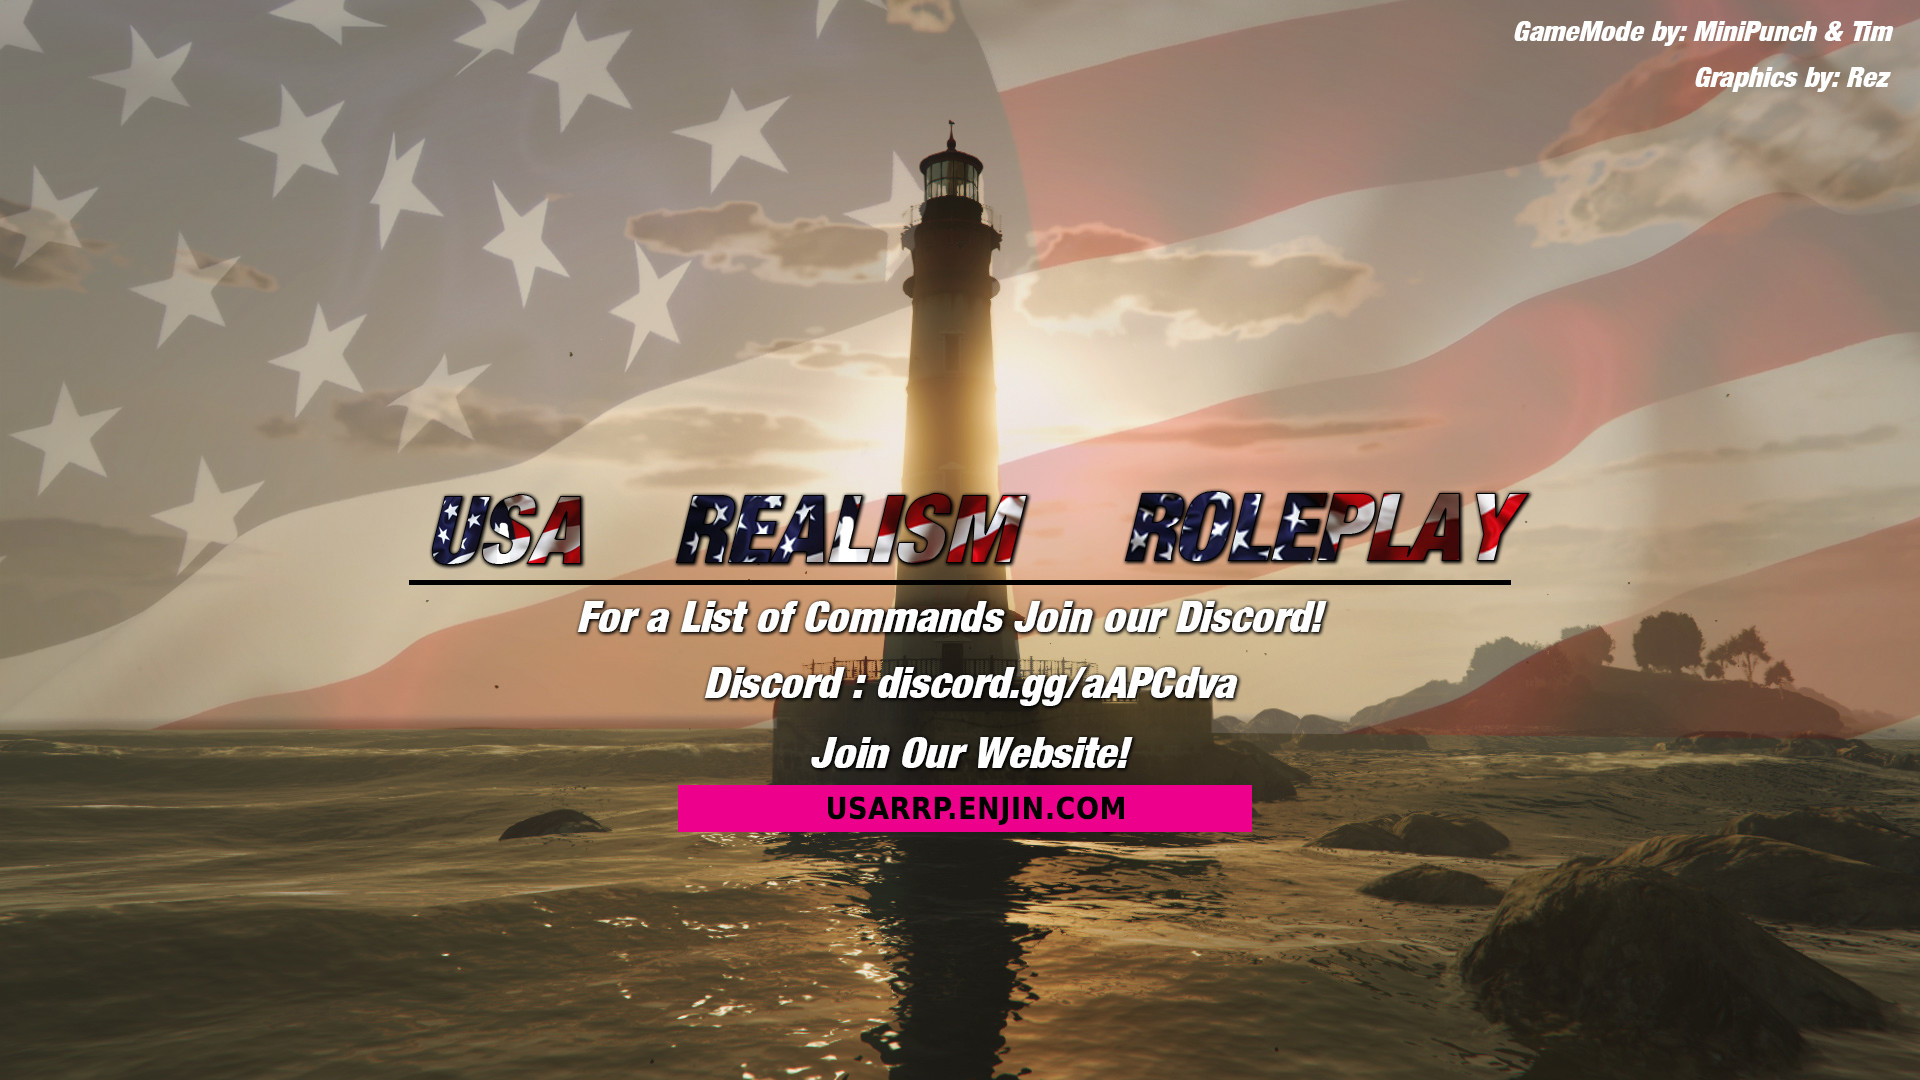 GameMode by: MiniPunch & Tim
Graphics by: Rez
USA REALISM ROLEPLAY
For a List of Commands Join our Discord!
Discord : discord.gg/aAPCdva
Join Our Website!
USARRP.ENJIN.COM